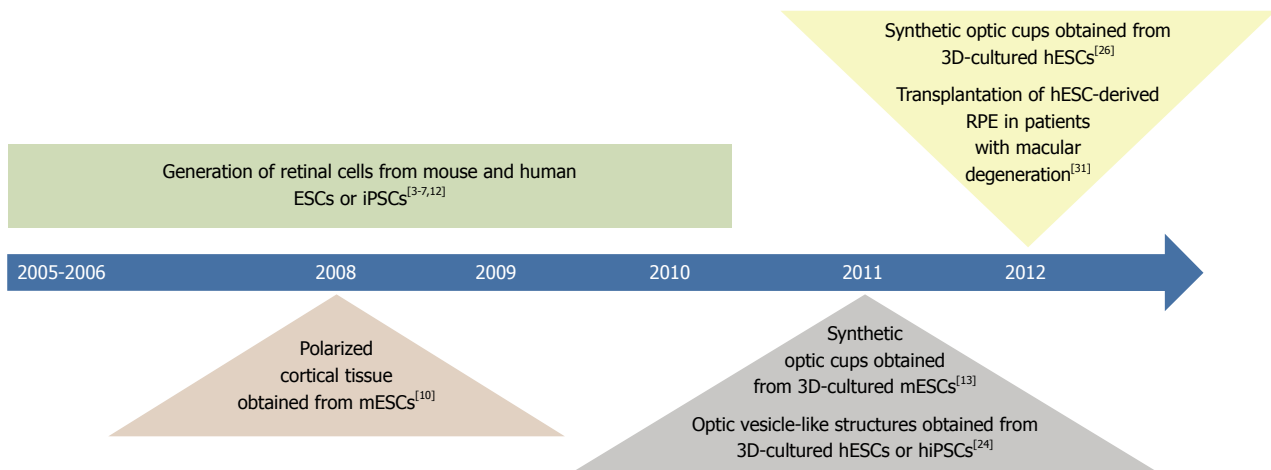 Synthetic optic cups obtained from
3D-cultured hESCs[26]
Transplantation of hESC-derived
RPE in patients
with macular
degeneration[31]
Generation of retinal cells from mouse and human
ESCs or iPSCs[3-7,12]
2005-2006 2008 2009 2010 2011 2012
Polarized
cortical tissue
obtained from mESCs[10]
Synthetic
optic cups obtained
from 3D-cultured mESCs[13]
Optic vesicle-like structures obtained from
3D-cultured hESCs or hiPSCs[24]